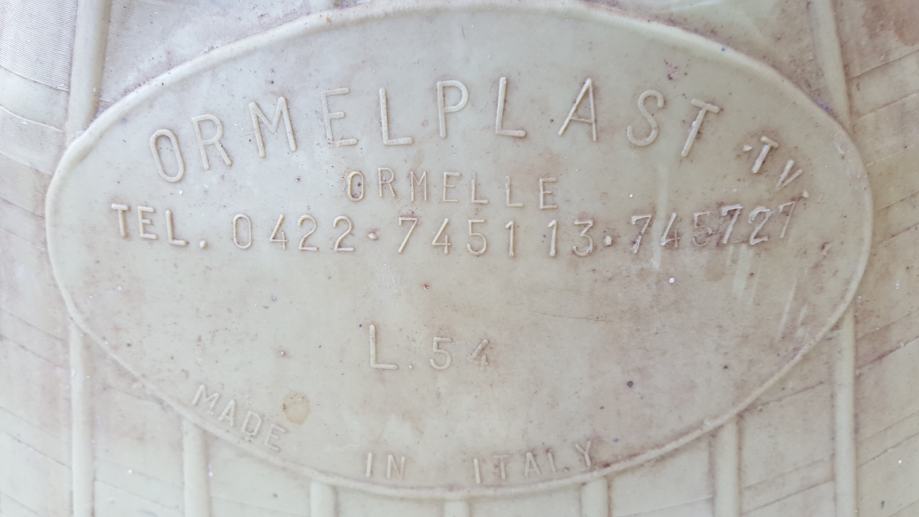 ORMELPLAST
·TV.
ORMELLE
TEL. 0422·745113·745727
L.54
MADE IN ITALY